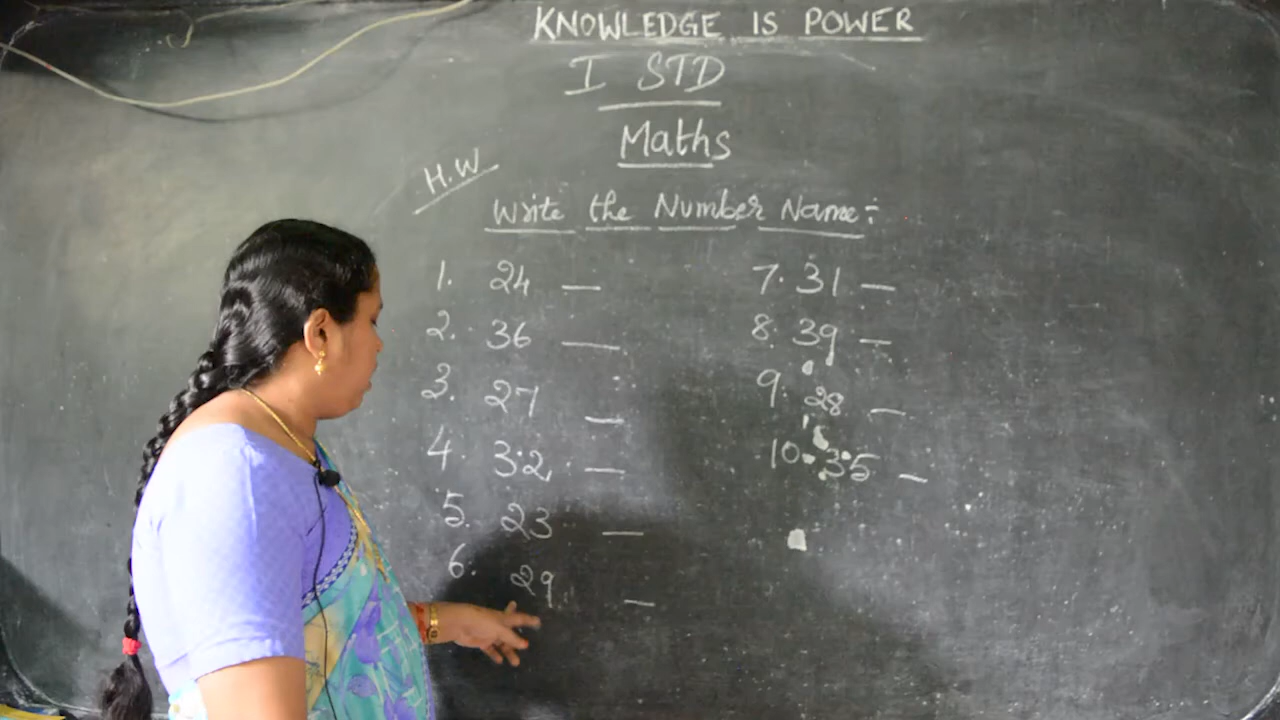 KNOWLEDGE IS POWER
I STD
Maths
H.W
Write the Number Name:
1. 24 —
2. 36 —
3. 27 —
4. 32 —
5. 23 —
6. 29 —
7. 31 —
8. 39 —
9. 28 —
10. 35 —